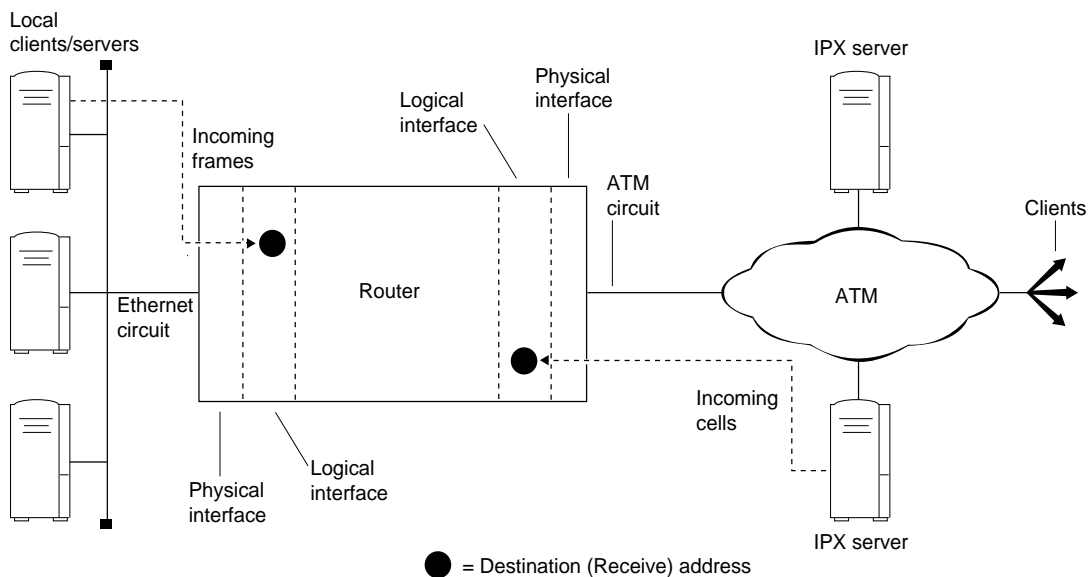 Local
clients/servers
IPX server
Physical
interface
Logical
interface
Incoming
frames
ATM
circuit
Clients
Router
ATM
Ethernet
circuit
Incoming
cells
Logical
interface
Physical
interface
IPX server
= Destination (Receive) address